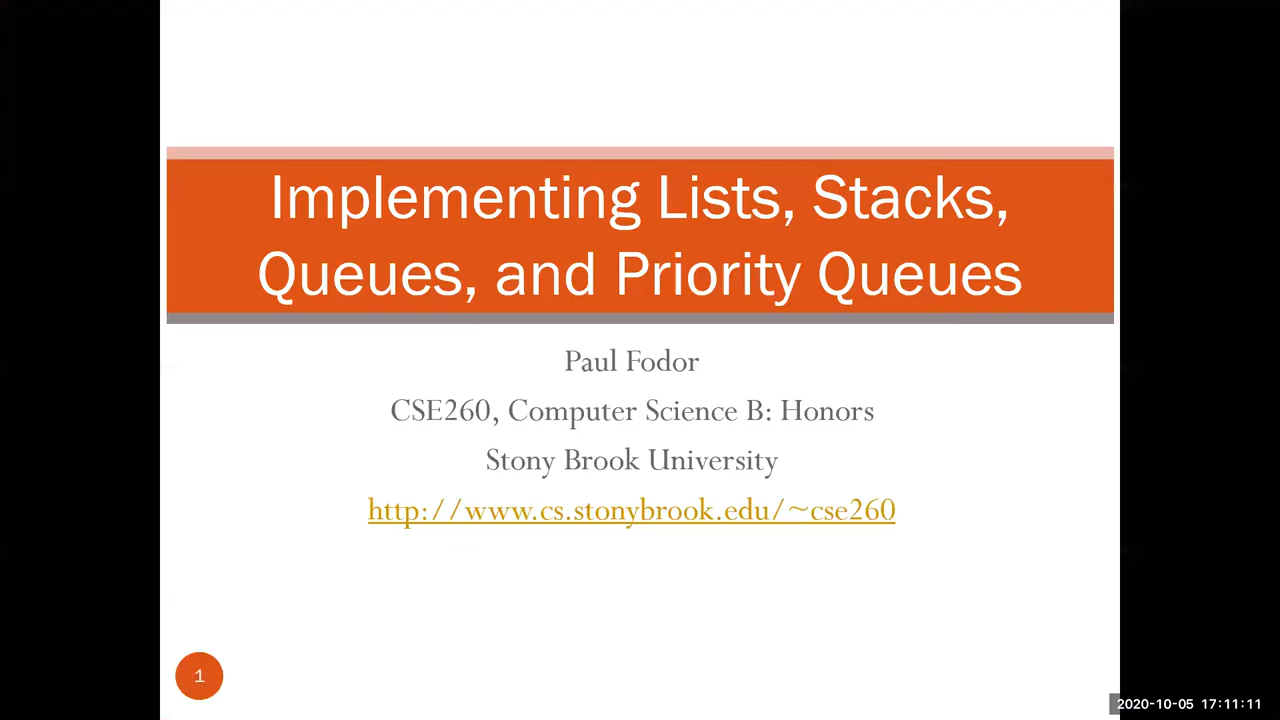 Implementing Lists, Stacks,
Queues, and Priority Queues
Paul Fodor
CSE260, Computer Science B: Honors
Stony Brook University
http://www.cs.stonybrook.edu/~cse260
1
2020-10-05 17:11:11